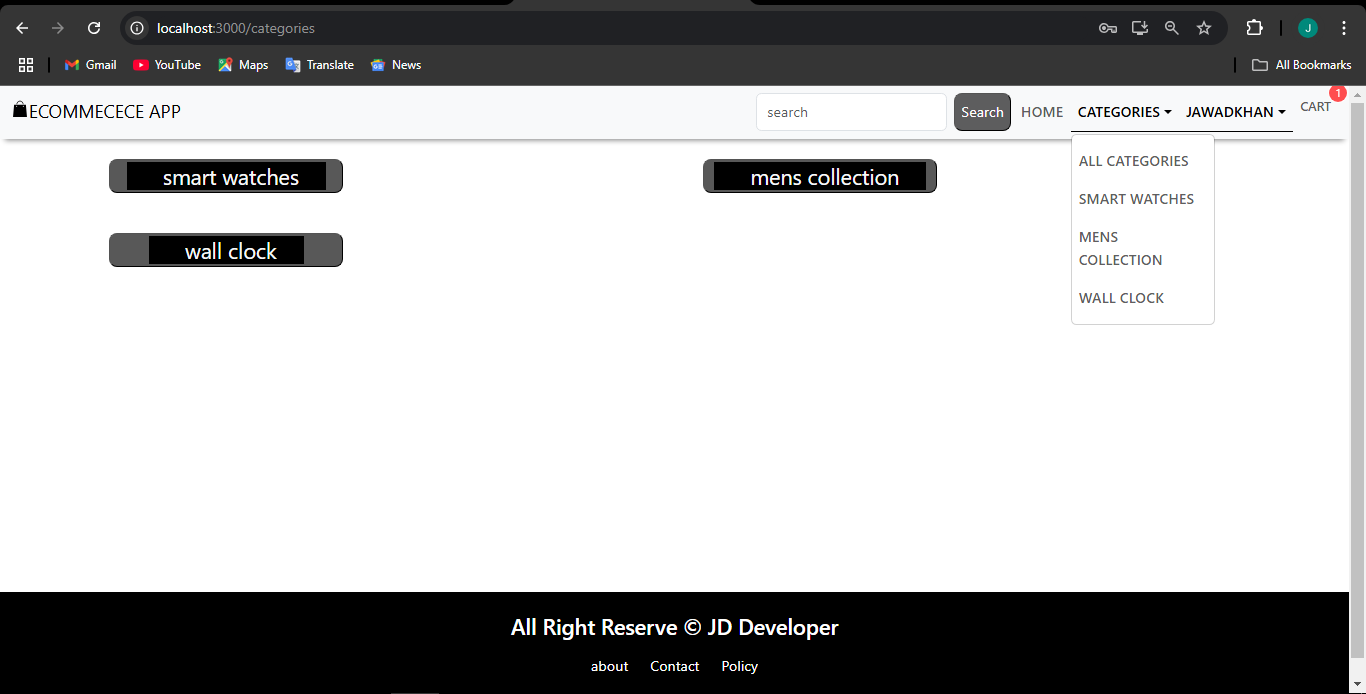 localhost:3000/categories
J
Gmail YouTube Maps Translate News All Bookmarks
ECOMMECECE APP search Search HOME CATEGORIES JAWADKHAN CART 1
smart watches mens collection
wall clock
ALL CATEGORIES
SMART WATCHES
MENS
COLLECTION
WALL CLOCK
All Right Reserve © JD Developer
about Contact Policy